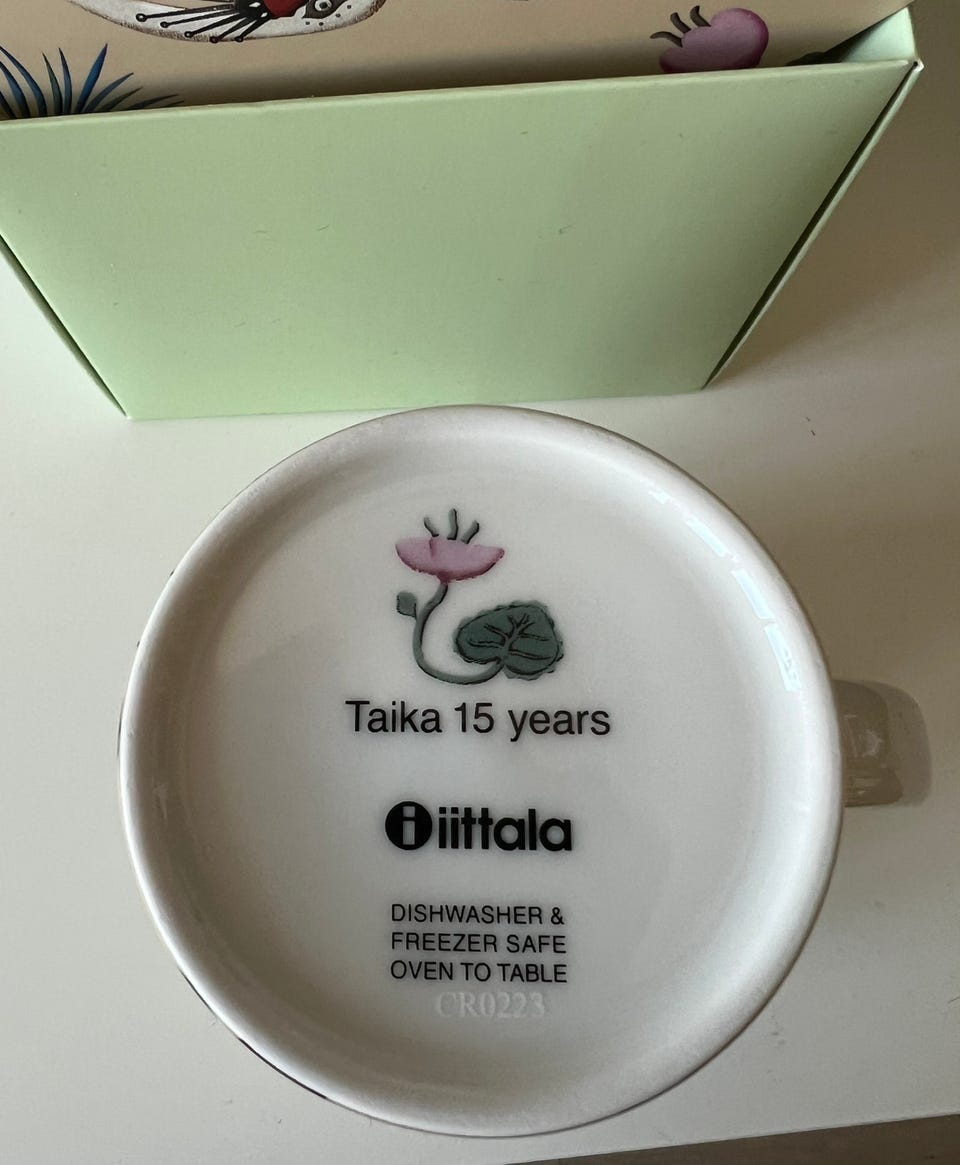 Taika 15 years
iittala
DISHWASHER &
FREEZER SAFE
OVEN TO TABLE
CR0223